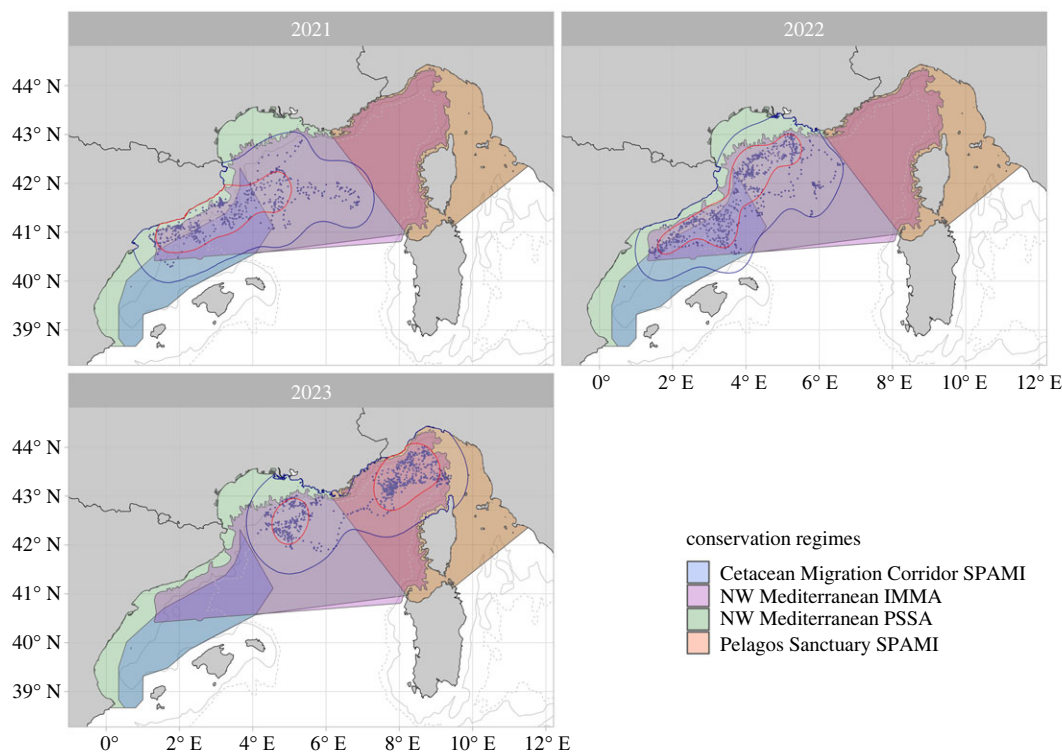 2021
2022
44° N
43° N
42° N
41° N
40° N
39° N
0°
2° E
4° E
6° E
8° E
10° E
12° E
2023
44° N
43° N
42° N
41° N
40° N
39° N
0°
2° E
4° E
6° E
8° E
10° E
12° E
conservation regimes
Cetacean Migration Corridor SPAMI
NW Mediterranean IMMA
NW Mediterranean PSSA
Pelagos Sanctuary SPAMI